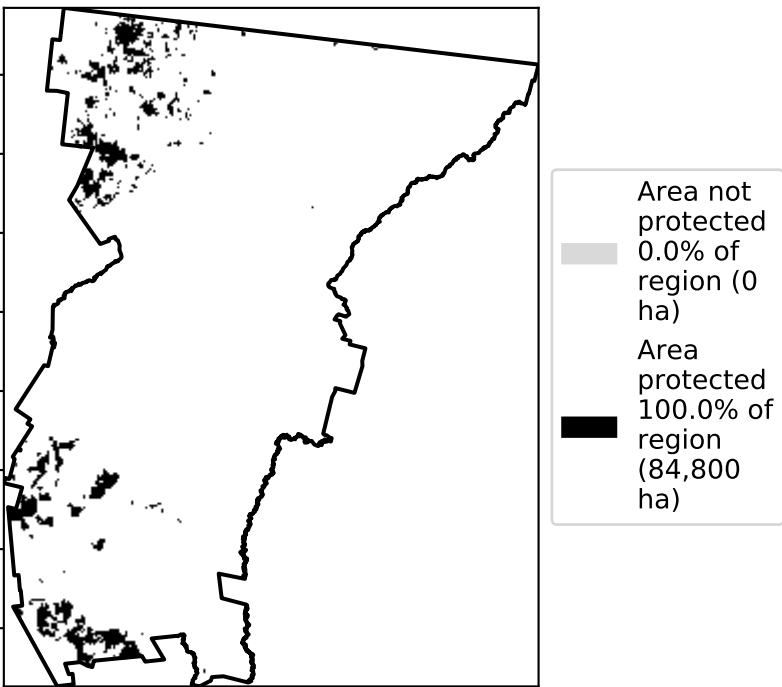 Area not
protected
0.0% of
region (0
ha)
Area
protected
100.0% of
region
(84,800
ha)